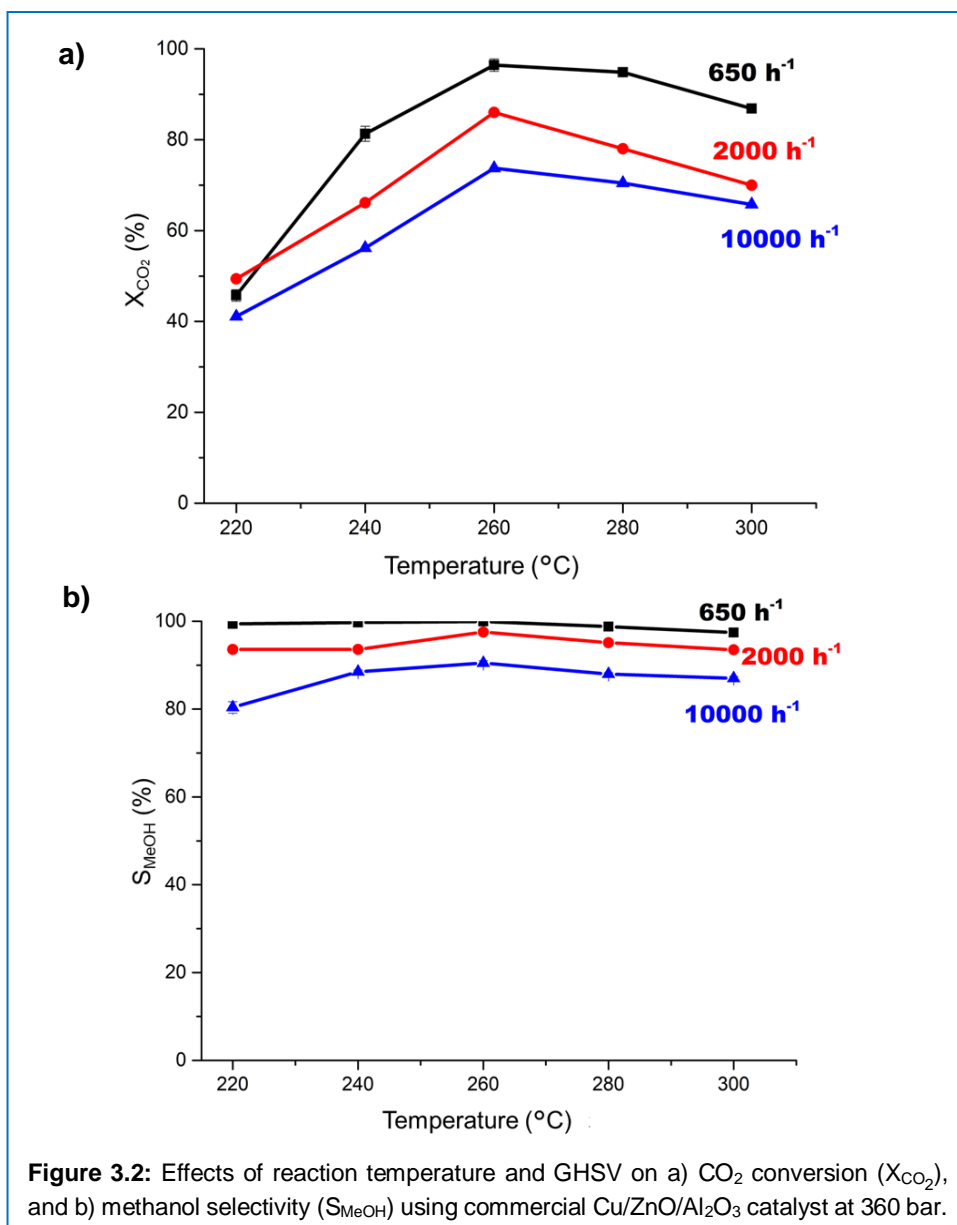 a)
100
80
60
40
20
0
X_CO₂ (%)
650 h⁻¹
2000 h⁻¹
10000 h⁻¹
220 240 260 280 300
Temperature (°C)
b)
100
80
60
40
20
0
S_MeOH (%)
650 h⁻¹
2000 h⁻¹
10000 h⁻¹
220 240 260 280 300
Temperature (°C)
Figure 3.2: Effects of reaction temperature and GHSV on a) CO₂ conversion (X_CO₂),
and b) methanol selectivity (S_MeOH) using commercial Cu/ZnO/Al₂O₃ catalyst at 360 bar.